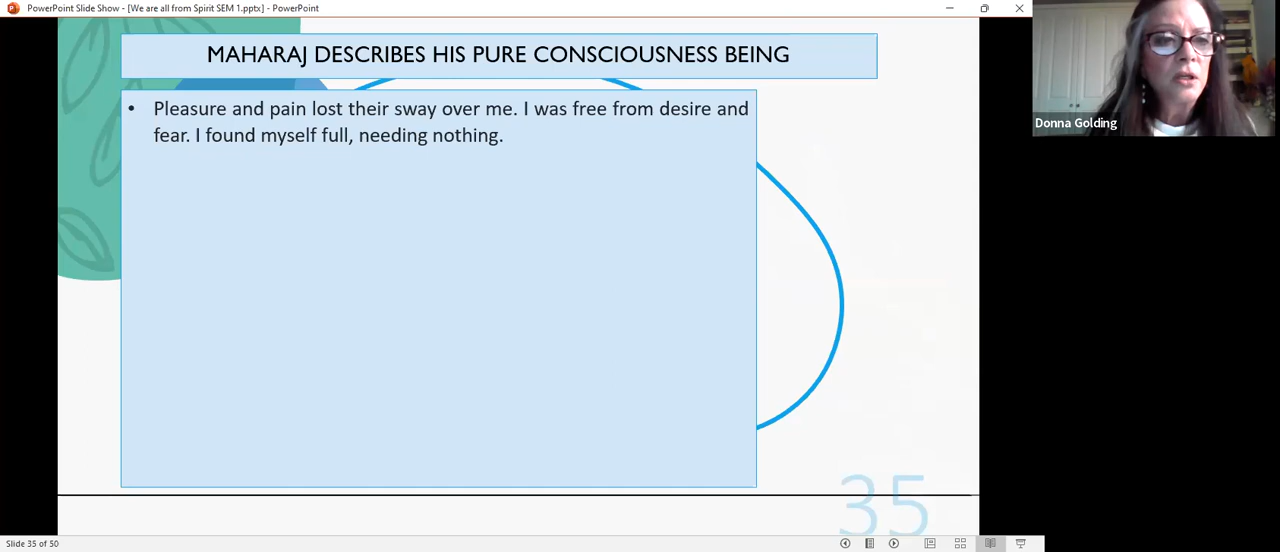 PowerPoint Slide Show - [We are all from Spirit SEM 1.pptx] - PowerPoint
MAHARAJ DESCRIBES HIS PURE CONSCIOUSNESS BEING
• Pleasure and pain lost their sway over me. I was free from desire and
fear. I found myself full, needing nothing.
Donna Golding
35
Slide 35 of 50